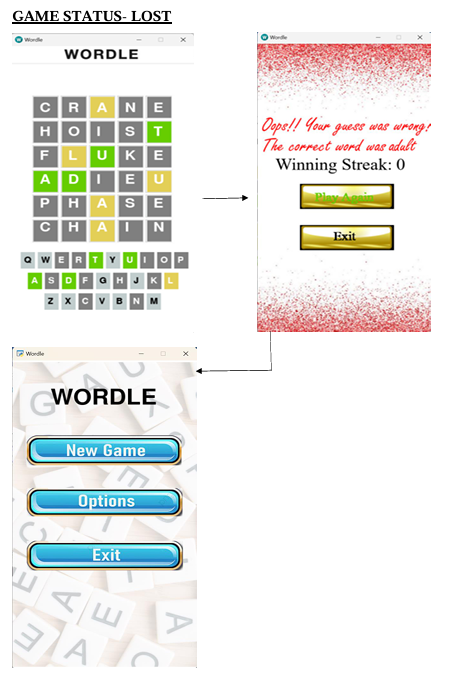 GAME STATUS- LOST
Wordle
WORDLE
C R A N E
H O I S T
F L U K E
A D I E U
P H A S E
C H A I N
Q W E R T Y U I O P
A S D F G H J K L
Z X C V B N M
Wordle
Oops!! Your guess was wrong!
The correct word was adult
Winning Streak: 0
Play Again
Exit
Wordle
WORDLE
New Game
Options
Exit